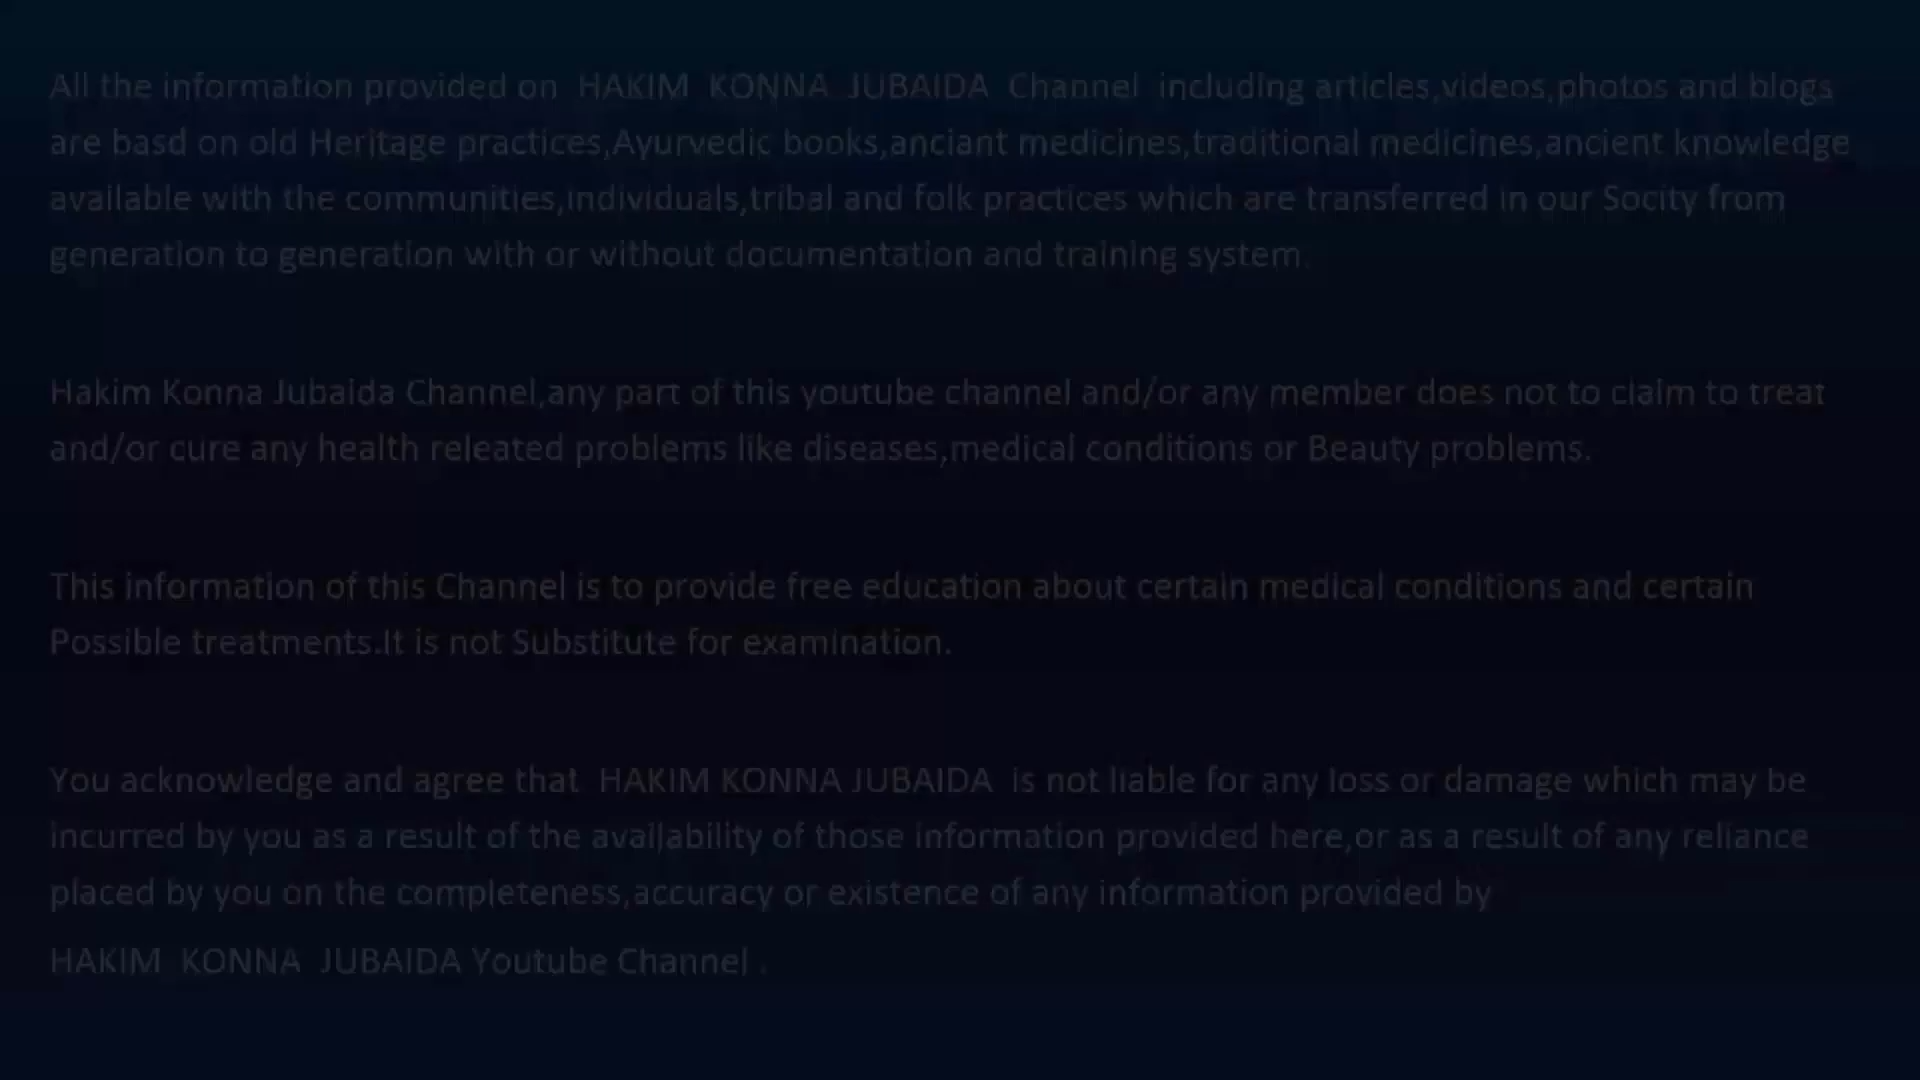 All the information provided on HAKIM KONNA JUBAIDA Channel including articles,videos,photos and blogs
are basd on old Heritage practices,Ayurvedic books,anciant medicines,traditional medicines,ancient knowledge
available with the communities,individuals,tribal and folk practices which are transferred in our Socity from
generation to generation with or without documentation and training system.
Hakim Konna Jubaida Channel,any part of this youtube channel and/or any member does not to claim to treat
and/or cure any health releated problems like diseases,medical conditions or Beauty problems.
This information of this Channel is to provide free education about certain medical conditions and certain
Possible treatments.It is not Substitute for examination.
You acknowledge and agree that HAKIM KONNA JUBAIDA is not liable for any loss or damage which may be
incurred by you as a result of the availability of those information provided here,or as a result of any reliance
placed by you on the completeness,accuracy or existence of any information provided by
HAKIM KONNA JUBAIDA Youtube Channel .